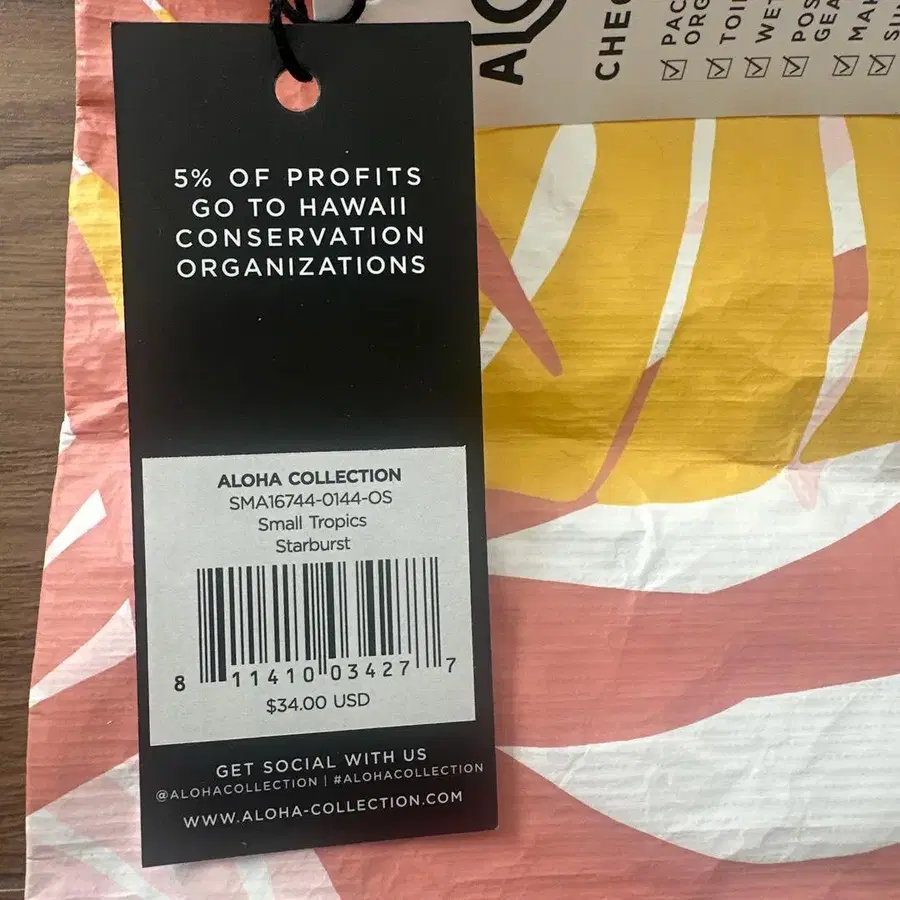 5% OF PROFITS
GO TO HAWAII
CONSERVATION
ORGANIZATIONS
ALOHA COLLECTION
SMA16744-0144-OS
Small Tropics
Starburst
8 11410 03427 7
$34.00 USD
GET SOCIAL WITH US
@ALOHACOLLECTION | #ALOHACOLLECTION
WWW.ALOHA-COLLECTION.COM